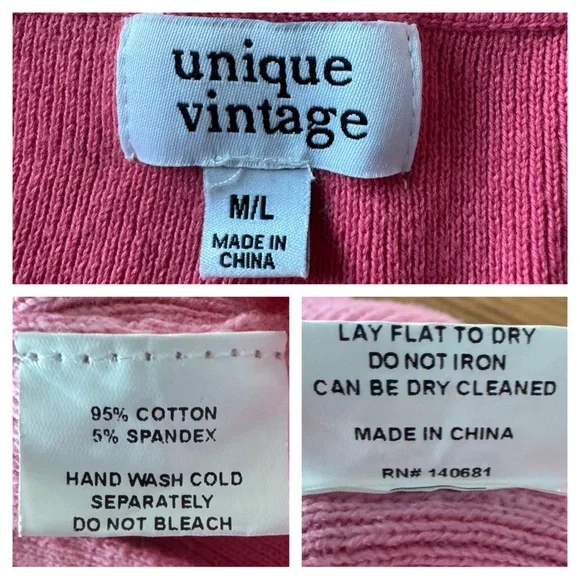 unique
vintage
M/L
MADE IN
CHINA
95% COTTON
5% SPANDEX
HAND WASH COLD
SEPARATELY
DO NOT BLEACH
LAY FLAT TO DRY
DO NOT IRON
CAN BE DRY CLEANED
MADE IN CHINA
RN# 140681